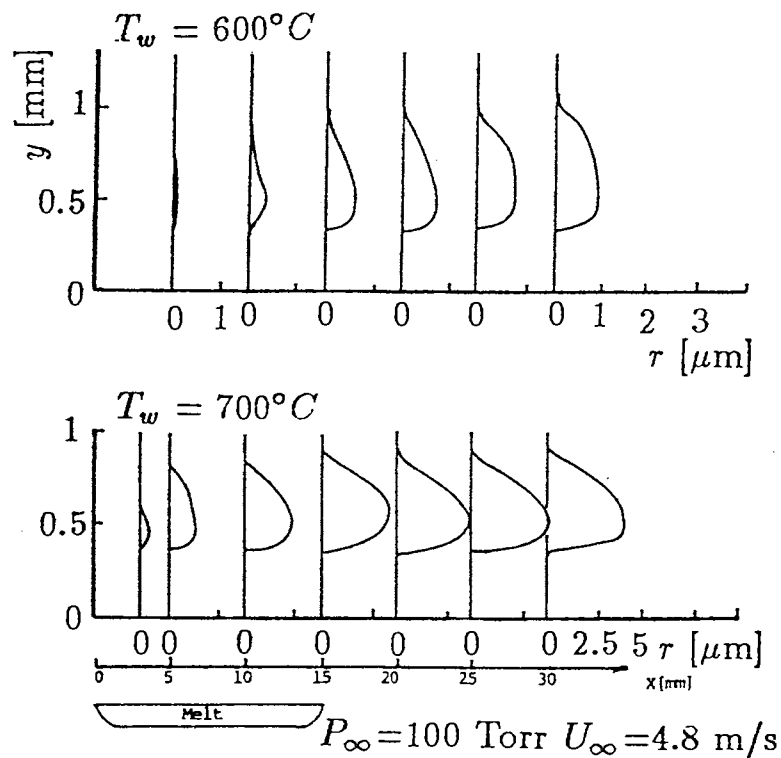 T_w = 600°C
y [mm]
1
0.5
0
0 1 0 0 0 0 0 1 2 3
r [μm]
T_w = 700°C
1
0.5
0
0 0 0 0 0 0 0 2.5 5 r [μm]
0 5 10 15 20 25 30 X[mm]
Melt
P_∞=100 Torr U_∞=4.8 m/s